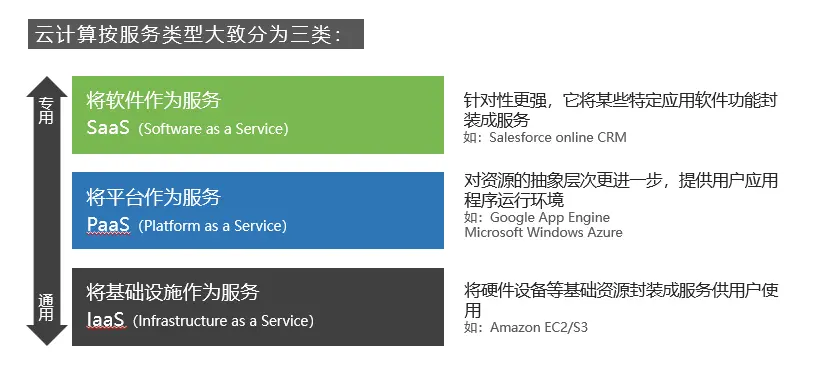 云计算按服务类型大致分为三类：
专用
将软件作为服务
SaaS（Software as a Service）
针对性更强，它将某些特定应用软件功能封
装成服务
如：Salesforce online CRM
将平台作为服务
PaaS（Platform as a Service）
对资源的抽象层次更进一步，提供用户应用
程序运行环境
如：Google App Engine
Microsoft Windows Azure
通用
将基础设施作为服务
IaaS（Infrastructure as a Service）
将硬件设备等基础资源封装成服务供用户使
用
如：Amazon EC2/S3